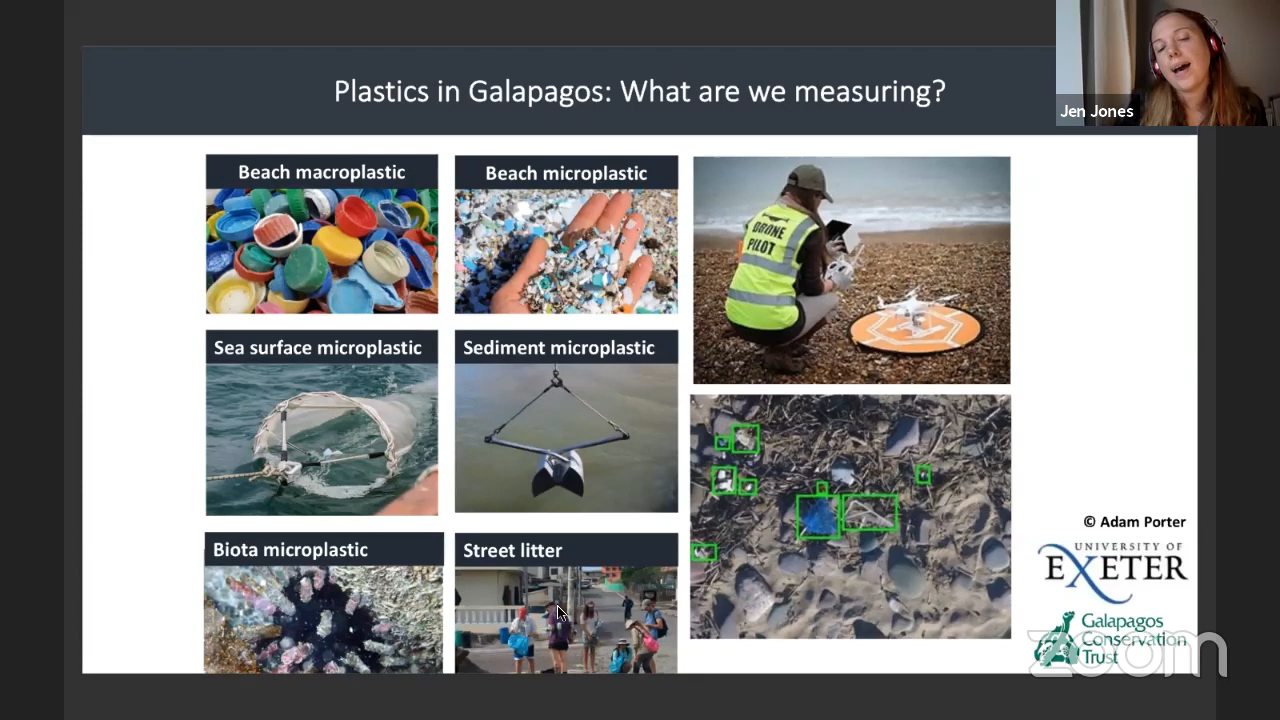 Plastics in Galapagos: What are we measuring?
Jen Jones
Beach macroplastic
Beach microplastic
DRONE
PILOT
Sea surface microplastic
Sediment microplastic
Biota microplastic
Street litter
© Adam Porter
UNIVERSITY OF
EXETER
Galapagos
Conservation
Trust
zoom